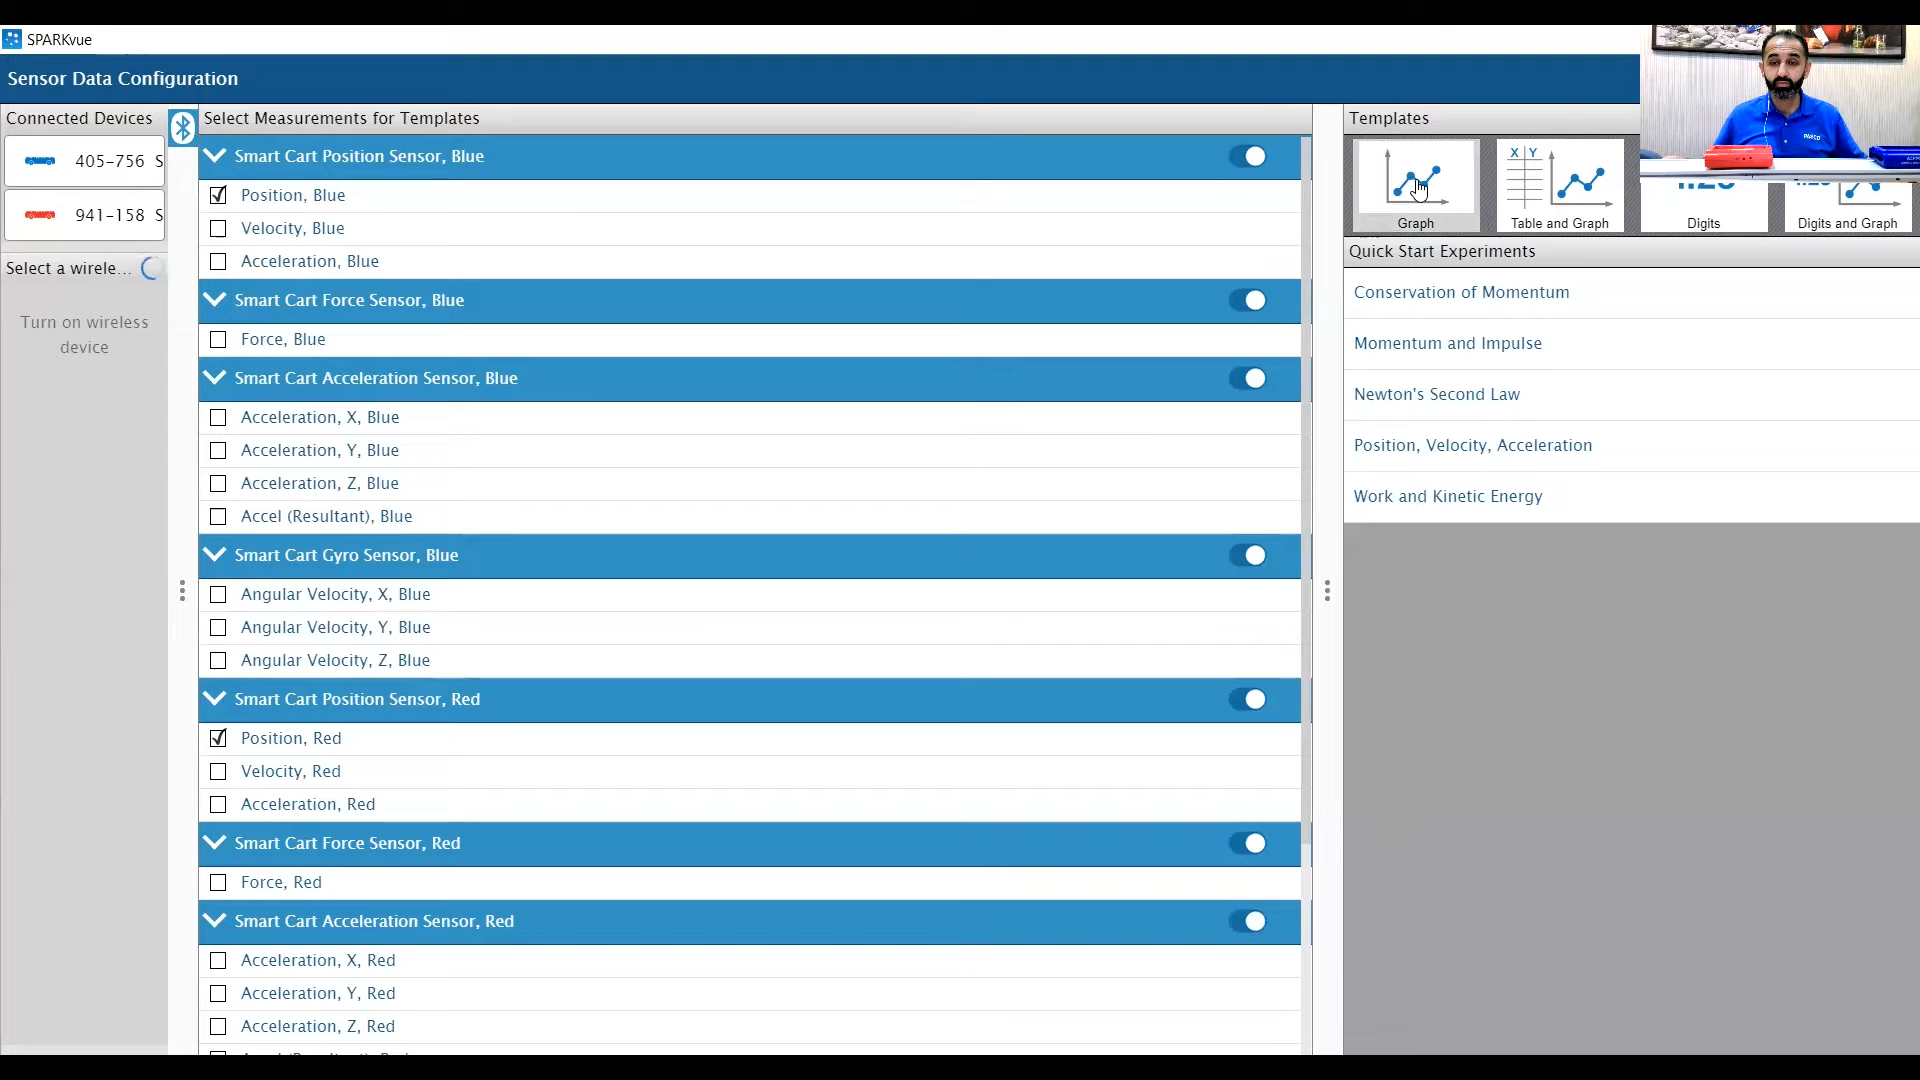 SPARKvue
Sensor Data Configuration
Connected Devices
405-756 S
941-158 S
Select a wirele...
Turn on wireless
device
Select Measurements for Templates
Smart Cart Position Sensor, Blue
Position, Blue
Velocity, Blue
Acceleration, Blue
Smart Cart Force Sensor, Blue
Force, Blue
Smart Cart Acceleration Sensor, Blue
Acceleration, X, Blue
Acceleration, Y, Blue
Acceleration, Z, Blue
Accel (Resultant), Blue
Smart Cart Gyro Sensor, Blue
Angular Velocity, X, Blue
Angular Velocity, Y, Blue
Angular Velocity, Z, Blue
Smart Cart Position Sensor, Red
Position, Red
Velocity, Red
Acceleration, Red
Smart Cart Force Sensor, Red
Force, Red
Smart Cart Acceleration Sensor, Red
Acceleration, X, Red
Acceleration, Y, Red
Acceleration, Z, Red
Templates
Graph
X Y
Table and Graph
Digits
Digits and Graph
Quick Start Experiments
Conservation of Momentum
Momentum and Impulse
Newton's Second Law
Position, Velocity, Acceleration
Work and Kinetic Energy
PASCO